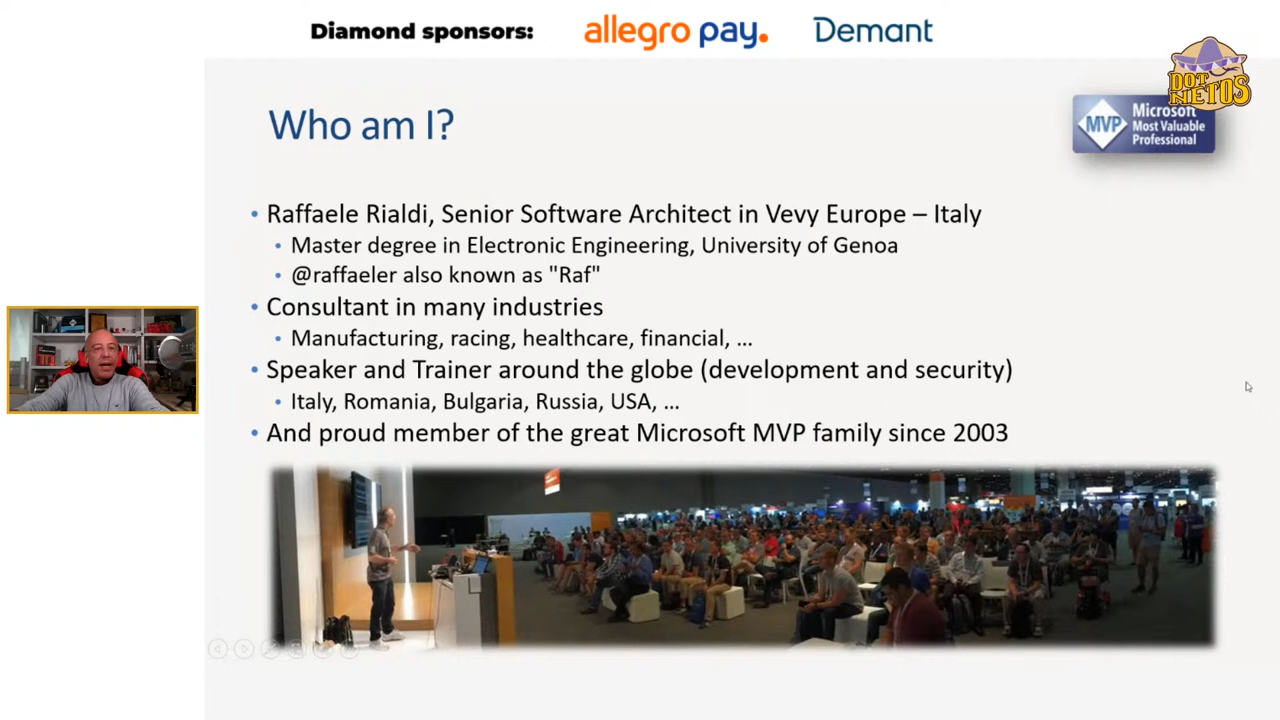 Diamond sponsors: allegro pay. Demant
DOT
NETOS
Who am I?
MVP
Microsoft
Most Valuable
Professional
• Raffaele Rialdi, Senior Software Architect in Vevy Europe – Italy
• Master degree in Electronic Engineering, University of Genoa
• @raffaeler also known as "Raf"
• Consultant in many industries
• Manufacturing, racing, healthcare, financial, …
• Speaker and Trainer around the globe (development and security)
• Italy, Romania, Bulgaria, Russia, USA, …
• And proud member of the great Microsoft MVP family since 2003